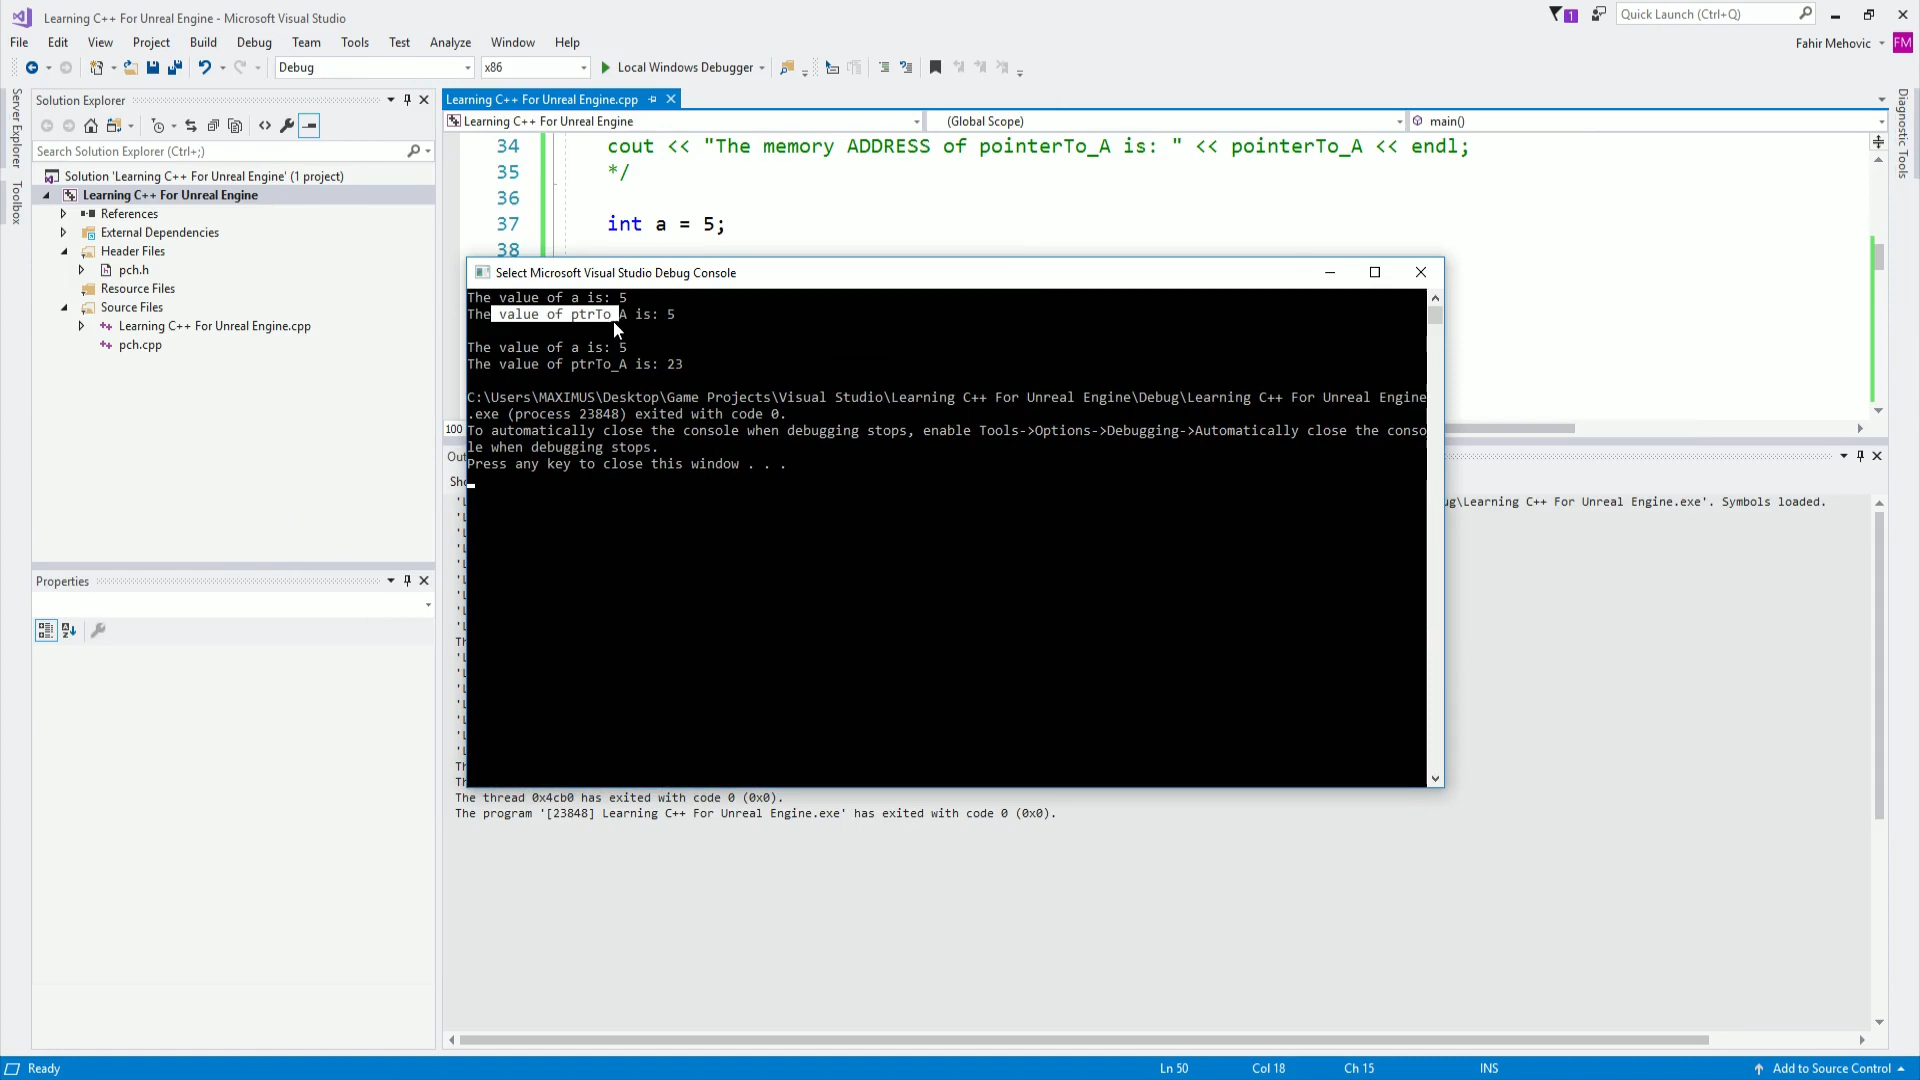 Learning C++ For Unreal Engine - Microsoft Visual Studio
1
Quick Launch (Ctrl+Q)
File Edit View Project Build Debug Team Tools Test Analyze Window Help
Fahir Mehovic FM
Debug x86 Local Windows Debugger
Server Explorer
Toolbox
Solution Explorer
Search Solution Explorer (Ctrl+;)
Solution 'Learning C++ For Unreal Engine' (1 project)
Learning C++ For Unreal Engine
References
External Dependencies
Header Files
pch.h
Resource Files
Source Files
Learning C++ For Unreal Engine.cpp
pch.cpp
Properties
Learning C++ For Unreal Engine.cpp
Learning C++ For Unreal Engine (Global Scope) main()
34 cout << "The memory ADDRESS of pointerTo_A is: " << pointerTo_A << endl;
35 */
36
37 int a = 5;
38
Diagnostic Tools
Select Microsoft Visual Studio Debug Console
The value of a is: 5
The value of ptrTo_A is: 5
The value of a is: 5
The value of ptrTo_A is: 23
C:\Users\MAXIMUS\Desktop\Game Projects\Visual Studio\Learning C++ For Unreal Engine\Debug\Learning C++ For Unreal Engine
.exe (process 23848) exited with code 0.
To automatically close the console when debugging stops, enable Tools->Options->Debugging->Automatically close the conso
le when debugging stops.
Press any key to close this window . . .
100
g\Learning C++ For Unreal Engine.exe'. Symbols loaded.
The thread 0x4cb0 has exited with code 0 (0x0).
The program '[23848] Learning C++ For Unreal Engine.exe' has exited with code 0 (0x0).
Ready Ln 50 Col 18 Ch 15 INS Add to Source Control